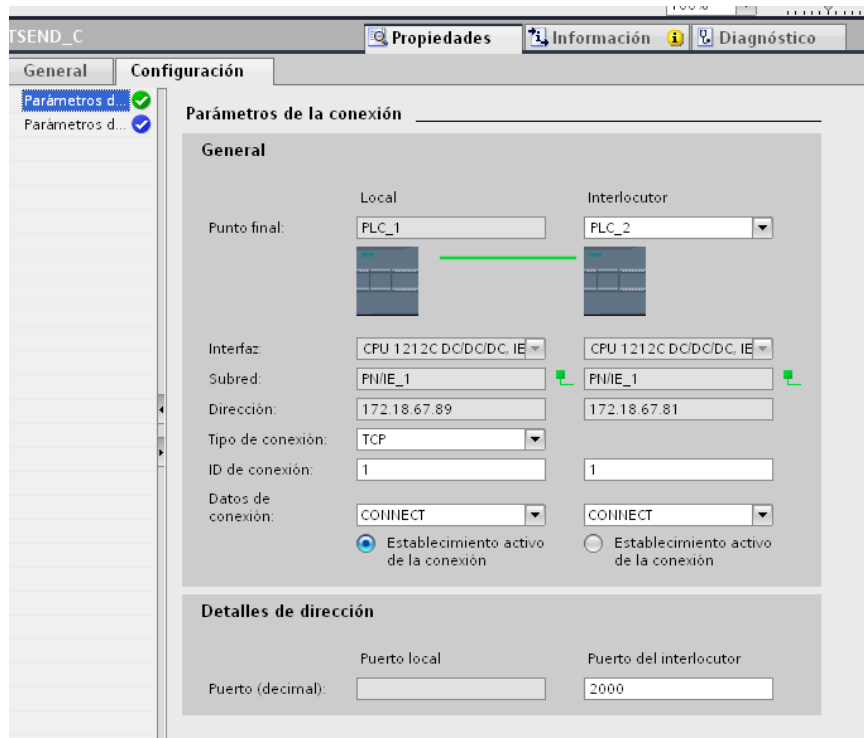 TSEND_C
Propiedades
Información
Diagnóstico
General
Configuración
Parámetros d...
Parámetros d...
Parámetros de la conexión
General
Local Interlocutor
Punto final: PLC_1 PLC_2
Interfaz: CPU 1212C DC/DC/DC, IE CPU 1212C DC/DC/DC, IE
Subred: PN/IE_1 PN/IE_1
Dirección: 172.18.67.89 172.18.67.81
Tipo de conexión: TCP
ID de conexión: 1 1
Datos de
conexión: CONNECT CONNECT
Establecimiento activo Establecimiento activo
de la conexión de la conexión
Detalles de dirección
Puerto local Puerto del interlocutor
Puerto (decimal): 2000